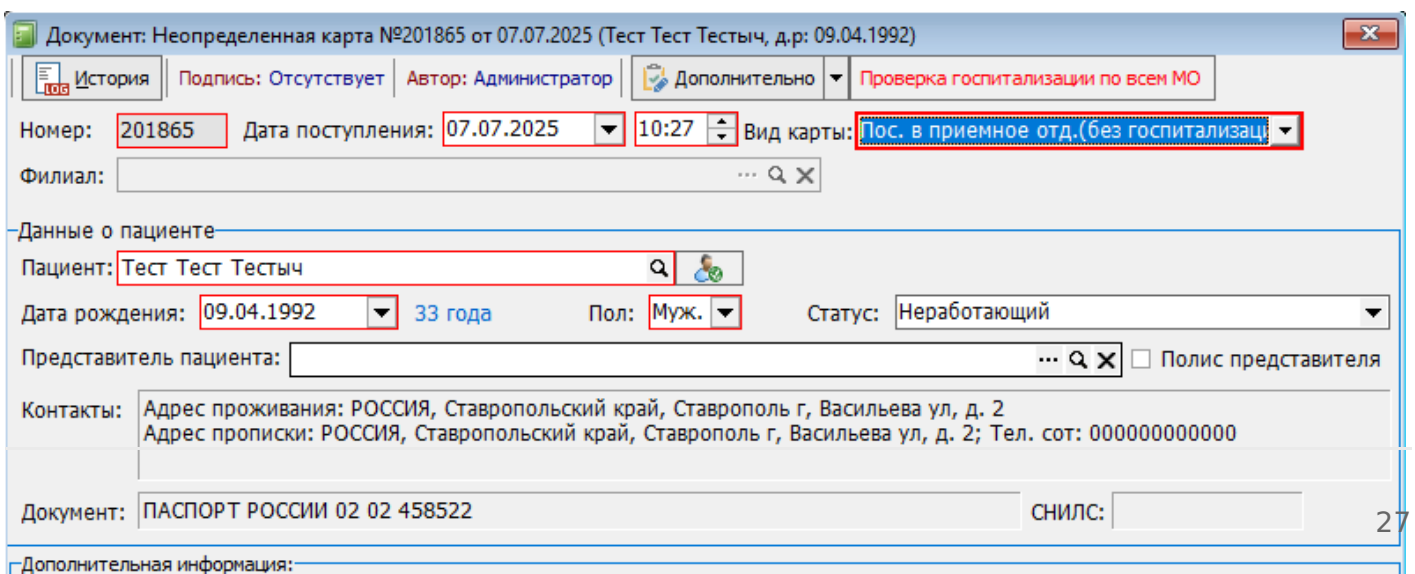 Документ: Неопределенная карта №201865 от 07.07.2025 (Тест Тест Тестыч, д.р: 09.04.1992)
LOG История Подпись: Отсутствует Автор: Администратор Дополнительно Проверка госпитализации по всем МО
Номер: 201865 Дата поступления: 07.07.2025 10:27 Вид карты: Пос. в приемное отд.(без госпитализаци
Филиал:
Данные о пациенте
Пациент: Тест Тест Тестыч
Дата рождения: 09.04.1992 33 года Пол: Муж. Статус: Неработающий
Представитель пациента: Полис представителя
Контакты: Адрес проживания: РОССИЯ, Ставропольский край, Ставрополь г, Васильева ул, д. 2
Адрес прописки: РОССИЯ, Ставропольский край, Ставрополь г, Васильева ул, д. 2; Тел. сот: 000000000000
Документ: ПАСПОРТ РОССИИ 02 02 458522 СНИЛС:
27
Дополнительная информация: